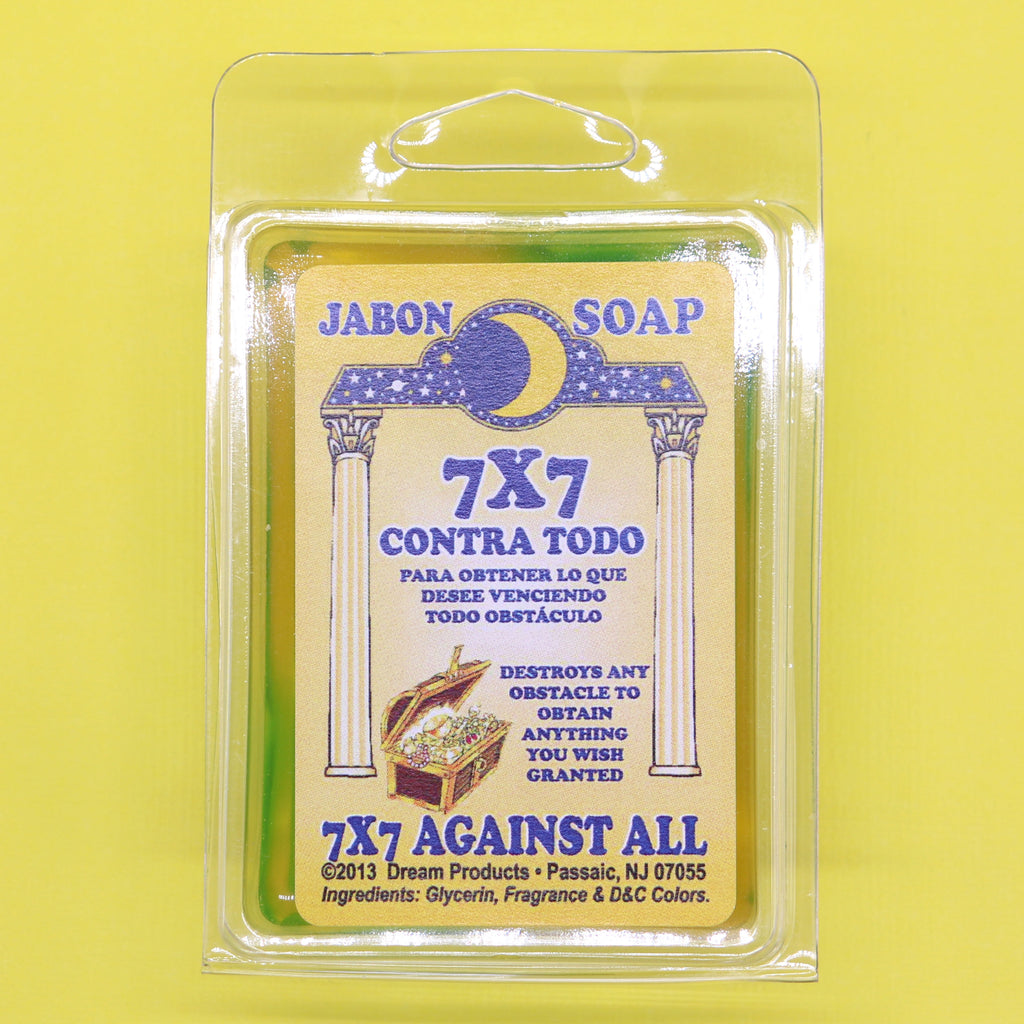 JABON SOAP
7X7
CONTRA TODO
PARA OBTENER LO QUE
DESEE VENCIENDO
TODO OBSTÁCULO
DESTROYS ANY
OBSTACLE TO
OBTAIN
ANYTHING
YOU WISH
GRANTED
7X7 AGAINST ALL
©2013 Dream Products • Passaic, NJ 07055
Ingredients: Glycerin, Fragrance & D&C Colors.